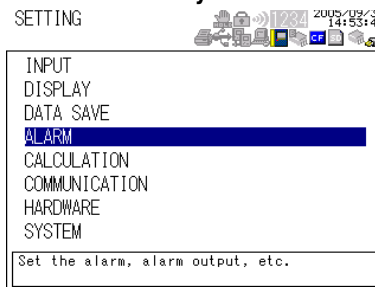 SETTING
1234
2005/09/3
14:53:4
INPUT
DISPLAY
DATA SAVE
ALARM
CALCULATION
COMMUNICATION
HARDWARE
SYSTEM
Set the alarm, alarm output, etc.